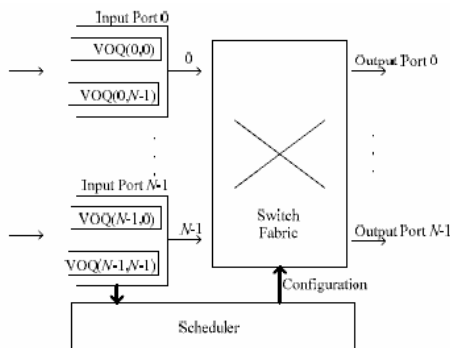 Input Port 0
VOQ(0,0)
0
Output Port 0
VOQ(0,N-1)
Input Port N-1
VOQ(N-1,0)
N-1
Switch
Fabric
Output Port N-1
VOQ(N-1,N-1)
Configuration
Scheduler